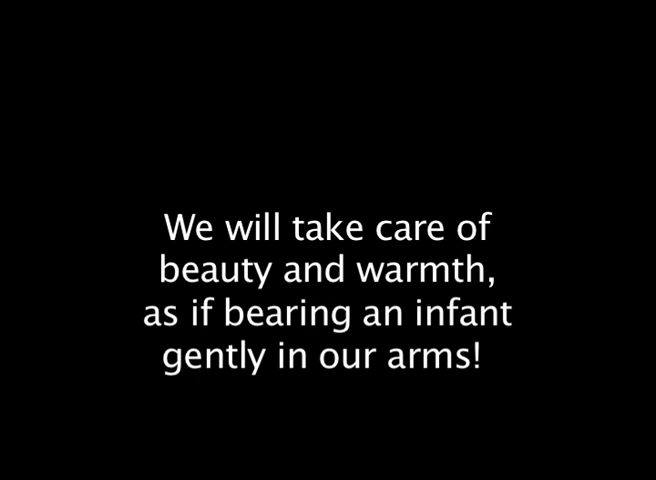 We will take care of
beauty and warmth,
as if bearing an infant
gently in our arms!